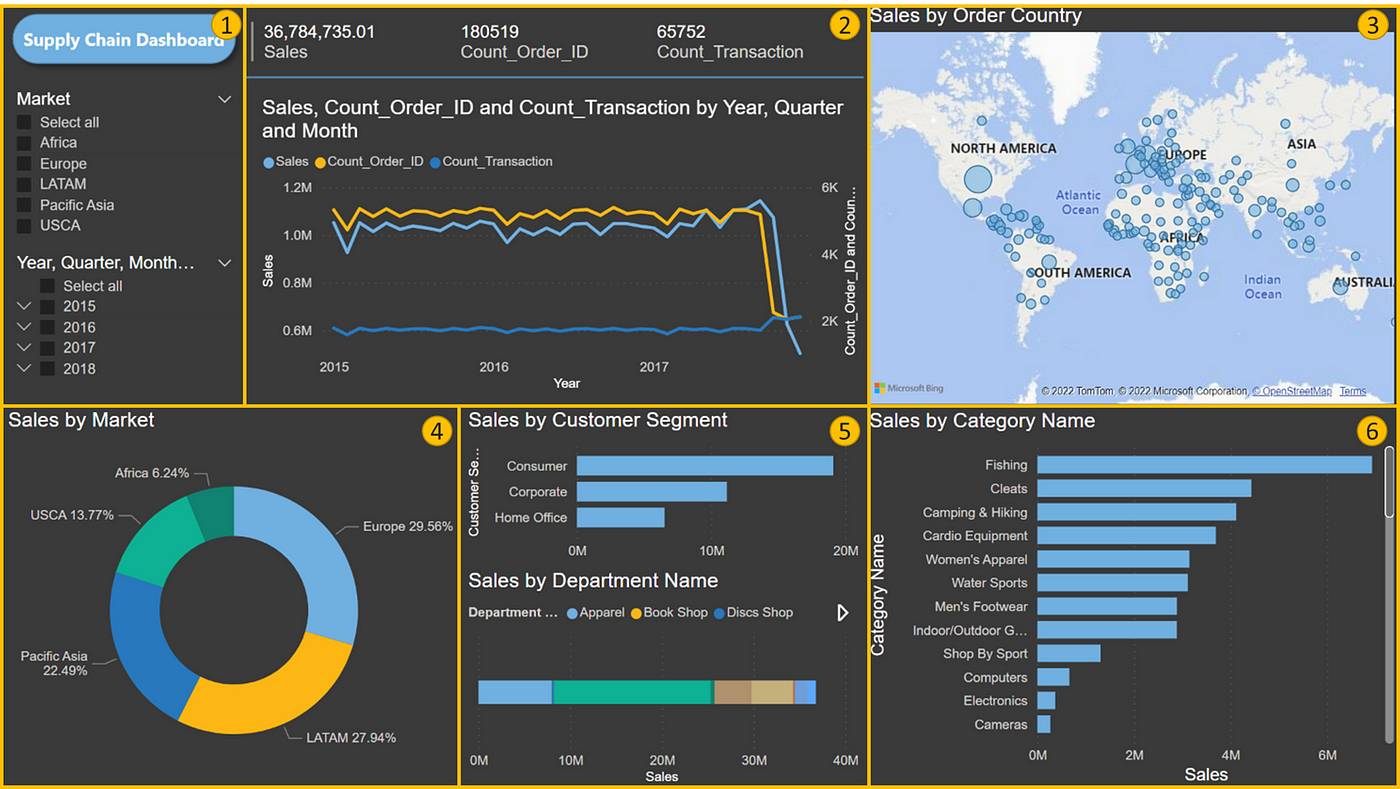 Supply Chain Dashboard
1
Market
Select all
Africa
Europe
LATAM
Pacific Asia
USCA
Year, Quarter, Month...
Select all
2015
2016
2017
2018
36,784,735.01
Sales
180519
Count_Order_ID
65752
Count_Transaction
2
Sales, Count_Order_ID and Count_Transaction by Year, Quarter
and Month
Sales Count_Order_ID Count_Transaction
1.2M
1.0M
0.8M
0.6M
Sales
6K
4K
2K
Count_Order_ID and Coun...
2015 2016 2017
Year
Sales by Order Country
3
NORTH AMERICA
EUROPE
ASIA
Atlantic
Ocean
AFRICA
SOUTH AMERICA
Indian
Ocean
AUSTRALI
Microsoft Bing
© 2022 TomTom, © 2022 Microsoft Corporation, © OpenStreetMap Terms
Sales by Market
4
Africa 6.24%
USCA 13.77%
Europe 29.56%
Pacific Asia
22.49%
LATAM 27.94%
Sales by Customer Segment
5
Customer Se...
Consumer
Corporate
Home Office
0M 10M 20M
Sales by Department Name
Department ... Apparel Book Shop Discs Shop
0M 10M 20M 30M 40M
Sales
Sales by Category Name
6
Category Name
Fishing
Cleats
Camping & Hiking
Cardio Equipment
Women's Apparel
Water Sports
Men's Footwear
Indoor/Outdoor G...
Shop By Sport
Computers
Electronics
Cameras
0M 2M 4M 6M
Sales